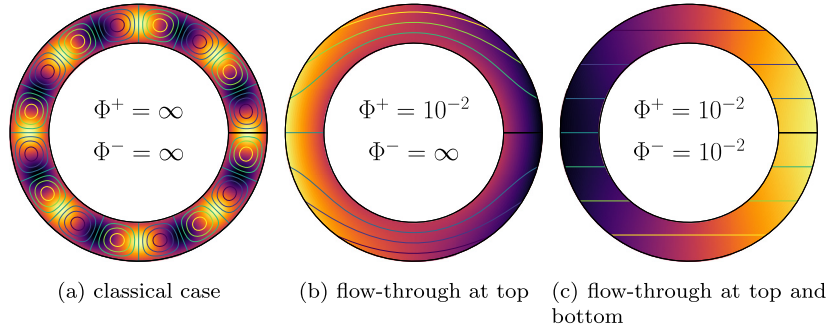 Φ⁺ = ∞
Φ⁻ = ∞
Φ⁺ = 10⁻²
Φ⁻ = ∞
Φ⁺ = 10⁻²
Φ⁻ = 10⁻²
(a) classical case
(b) flow-through at top
(c) flow-through at top and
bottom